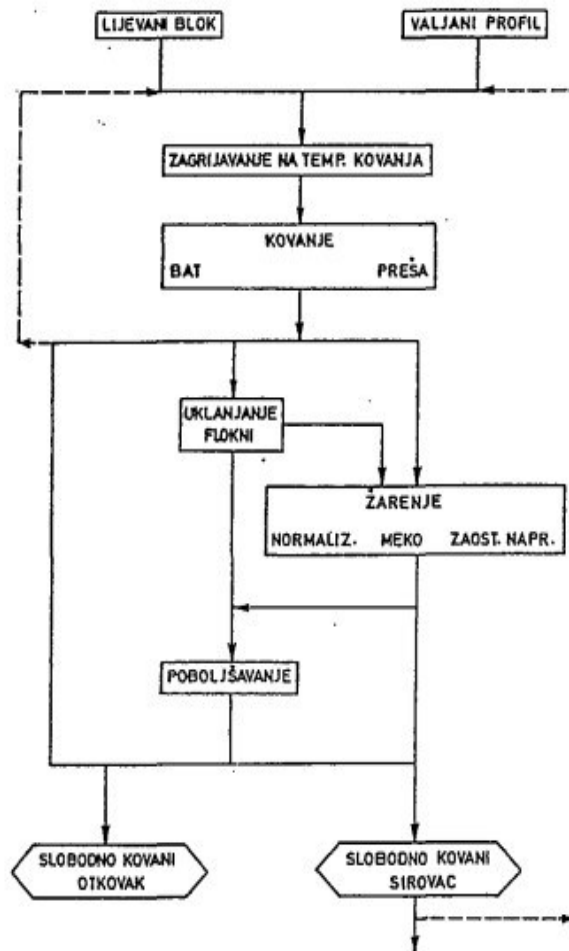 LIJEVANI BLOK
VALJANI PROFIL
ZAGRIJAVANJE NA TEMP. KOVANJA
KOVANJE
BAT PREŠA
UKLANJANJE
FLOKNI
ŽARENJE
NORMALIZ. MEKO ZAOST. NAPR.
POBOLJŠAVANJE
SLOBODNO KOVANI
OTKOVAK
SLOBODNO KOVANI
SIROVAC